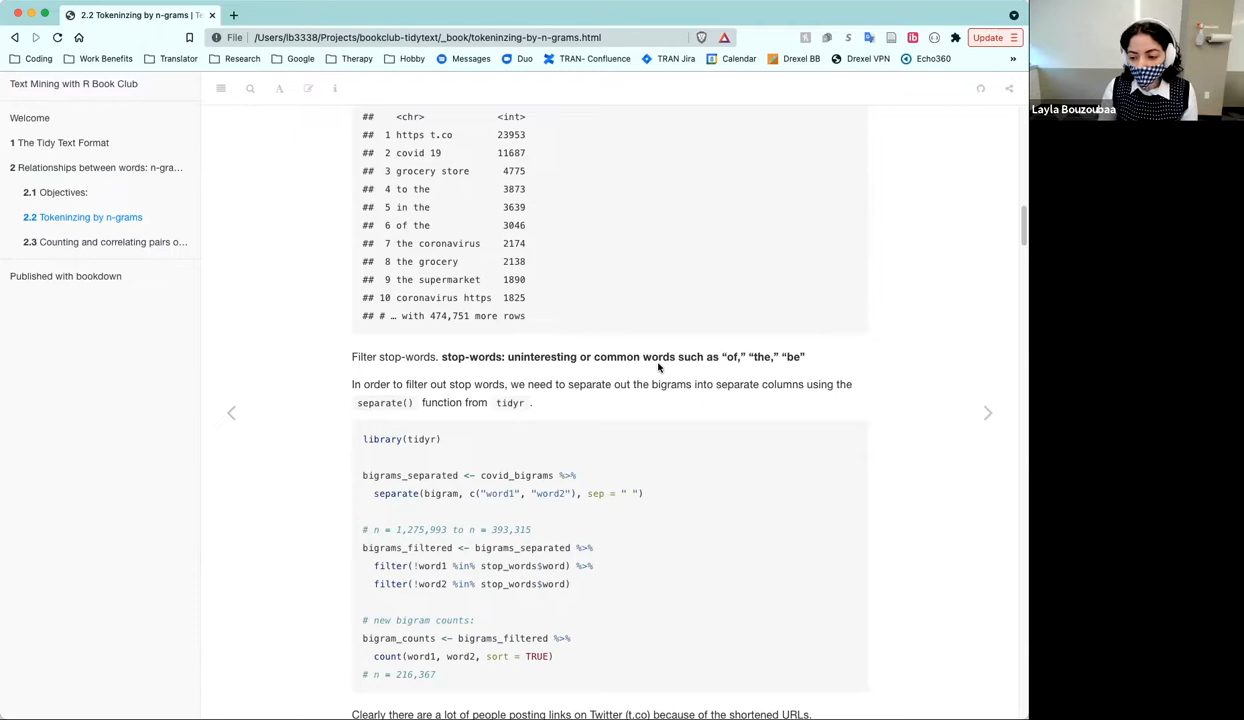 2.2 Tokeninzing by n-grams | Te
File /Users/lb3338/Projects/bookclub-tidytext/_book/tokeninzing-by-n-grams.html
Update
Coding Work Benefits Translator Research Google Therapy Hobby Messages Duo TRAN- Confluence TRAN Jira Calendar Drexel BB Drexel VPN Echo360 »
Text Mining with R Book Club
Welcome
1 The Tidy Text Format
2 Relationships between words: n-gra...
2.1 Objectives:
2.2 Tokeninzing by n-grams
2.3 Counting and correlating pairs o...
Published with bookdown
## <chr> <int>
## 1 https t.co 23953
## 2 covid 19 11687
## 3 grocery store 4775
## 4 to the 3873
## 5 in the 3639
## 6 of the 3046
## 7 the coronavirus 2174
## 8 the grocery 2138
## 9 the supermarket 1890
## 10 coronavirus https 1825
## # … with 474,751 more rows
Filter stop-words. stop-words: uninteresting or common words such as “of,” “the,” “be”
In order to filter out stop words, we need to separate out the bigrams into separate columns using the
separate() function from tidyr .
library(tidyr)
bigrams_separated <- covid_bigrams %>%
separate(bigram, c("word1", "word2"), sep = " ")
# n = 1,275,993 to n = 393,315
bigrams_filtered <- bigrams_separated %>%
filter(!word1 %in% stop_words$word) %>%
filter(!word2 %in% stop_words$word)
# new bigram counts:
bigram_counts <- bigrams_filtered %>%
count(word1, word2, sort = TRUE)
# n = 216,367
Clearly there are a lot of people posting links on Twitter (t.co) because of the shortened URLs.
Layla Bouzoubaa